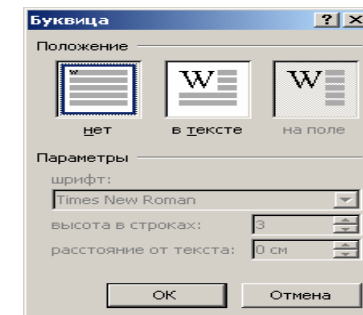 Буквица
Положение
W W W
нет в тексте на поле
Параметры
шрифт:
Times New Roman
высота в строках: 3
расстояние от текста: 0 см
ОК Отмена